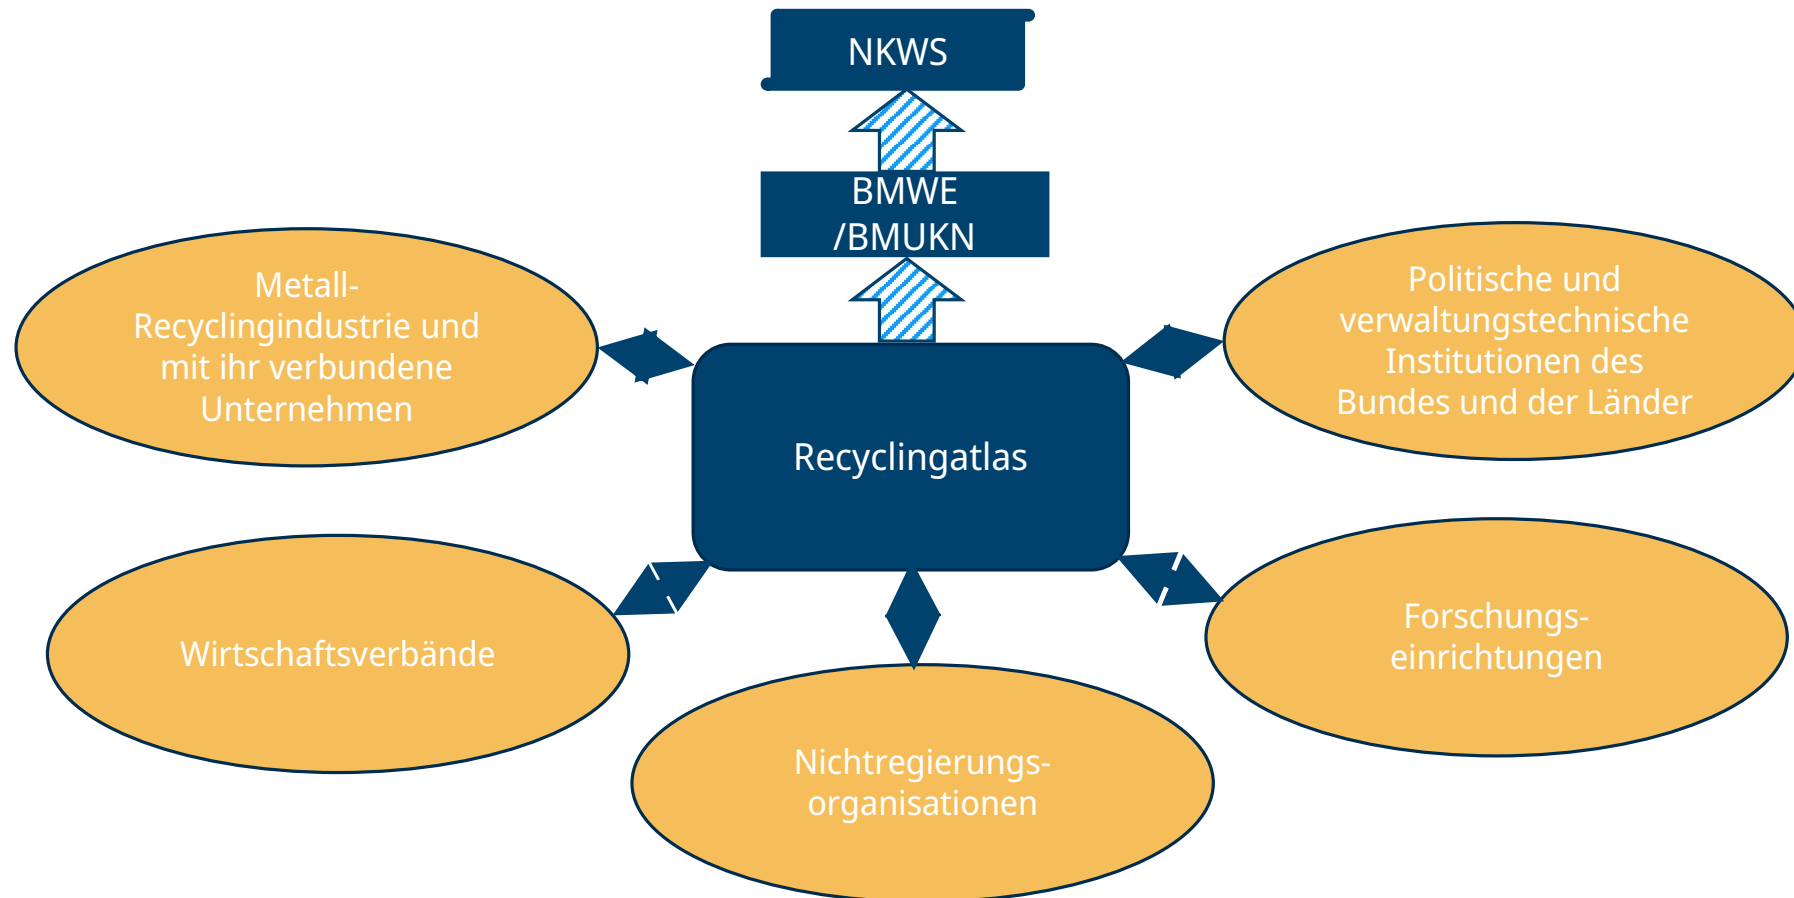 NKWS
BMWE
/BMUKN
Metall-
Recyclingindustrie und
mit ihr verbundene
Unternehmen
Politische und
verwaltungstechnische
Institutionen des
Bundes und der Länder
Recyclingatlas
Wirtschaftsverbände
Forschungs-
einrichtungen
Nichtregierungs-
organisationen